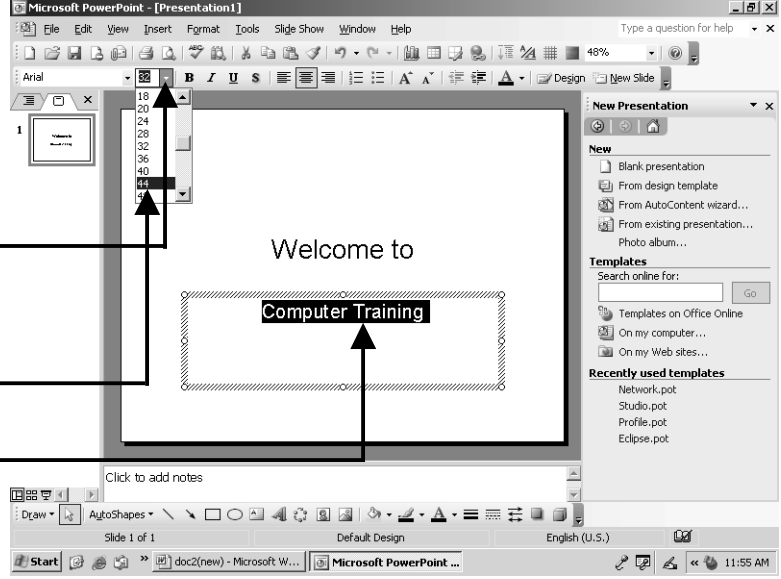 Microsoft PowerPoint - [Presentation1]
File Edit View Insert Format Tools Slide Show Window Help Type a question for help
48%
Arial 32 B I U S A A A Design New Slide
18
20
24
28
32
36
40
44
1
Welcome to
Computer Training
New Presentation
New
Blank presentation
From design template
From AutoContent wizard...
From existing presentation...
Photo album...
Templates
Search online for:
Go
Templates on Office Online
On my computer...
On my Web sites...
Recently used templates
Network.pot
Studio.pot
Profile.pot
Eclipse.pot
Click to add notes
Draw AutoShapes A
Slide 1 of 1 Default Design English (U.S.)
Start » doc2(new) - Microsoft W... Microsoft PowerPoint ... « 11:55 AM